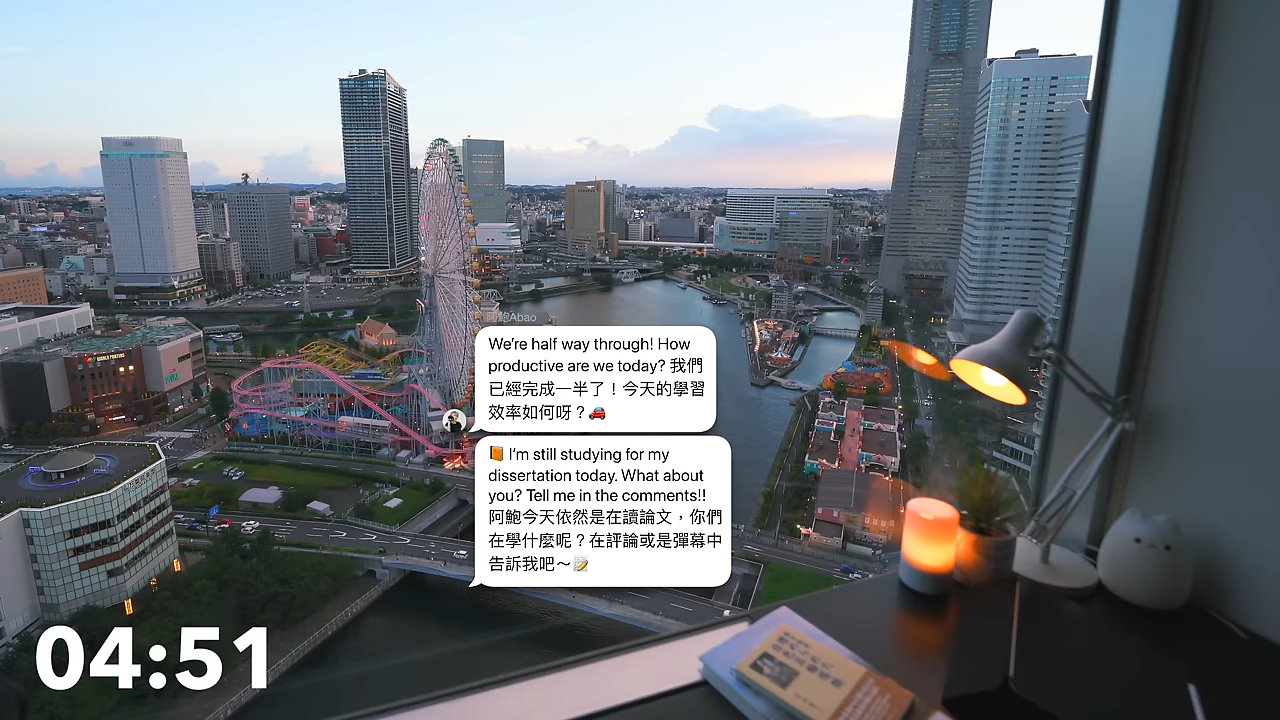 阿鮑Abao
We're half way through! How
productive are we today? 我們
已經完成一半了！今天的學習
效率如何呀？🚗
📙 I'm still studying for my
dissertation today. What about
you? Tell me in the comments!!
阿鮑今天依然是在讀論文，你們
在學什麼呢？在評論或是彈幕中
告訴我吧～📝
WORLD PORTERS
04:51